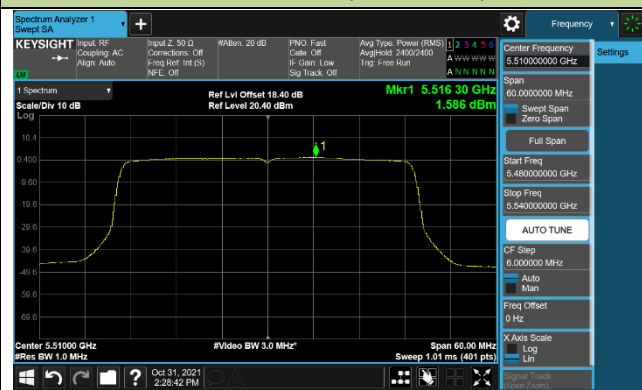 Spectrum Analyzer 1
Swept SA
+
Frequency
KEYSIGHT
Input: RF
Coupling: AC
Align: Auto
Input Z: 50 Ω
Corrections: Off
Freq Ref: Int (S)
NFE: Off
#Atten: 20 dB
PNO: Fast
Gate: Off
IF Gain: Low
Sig Track: Off
Avg Type: Power (RMS)
Avg|Hold: 2400/2400
Trig: Free Run
1 2 3 4 5 6
A W W W W W
A N N N N N
LXI
1 Spectrum
Scale/Div 10 dB
Log
Ref Lvl Offset 18.40 dB
Ref Level 20.40 dBm
Mkr1 5.516 30 GHz
1.586 dBm
10.4
0.400
-9.60
-19.6
-29.6
-39.6
-49.6
-59.6
-69.6
1
Center 5.51000 GHz
#Res BW 1.0 MHz
#Video BW 3.0 MHz*
Span 60.00 MHz
Sweep 1.01 ms (401 pts)
Center Frequency
5.510000000 GHz
Settings
Span
60.0000000 MHz
Swept Span
Zero Span
Full Span
Start Freq
5.480000000 GHz
Stop Freq
5.540000000 GHz
AUTO TUNE
CF Step
6.000000 MHz
Auto
Man
Freq Offset
0 Hz
X Axis Scale
Log
Lin
Signal Track
(Span Zoom)
?
Oct 31, 2021
2:28:42 PM